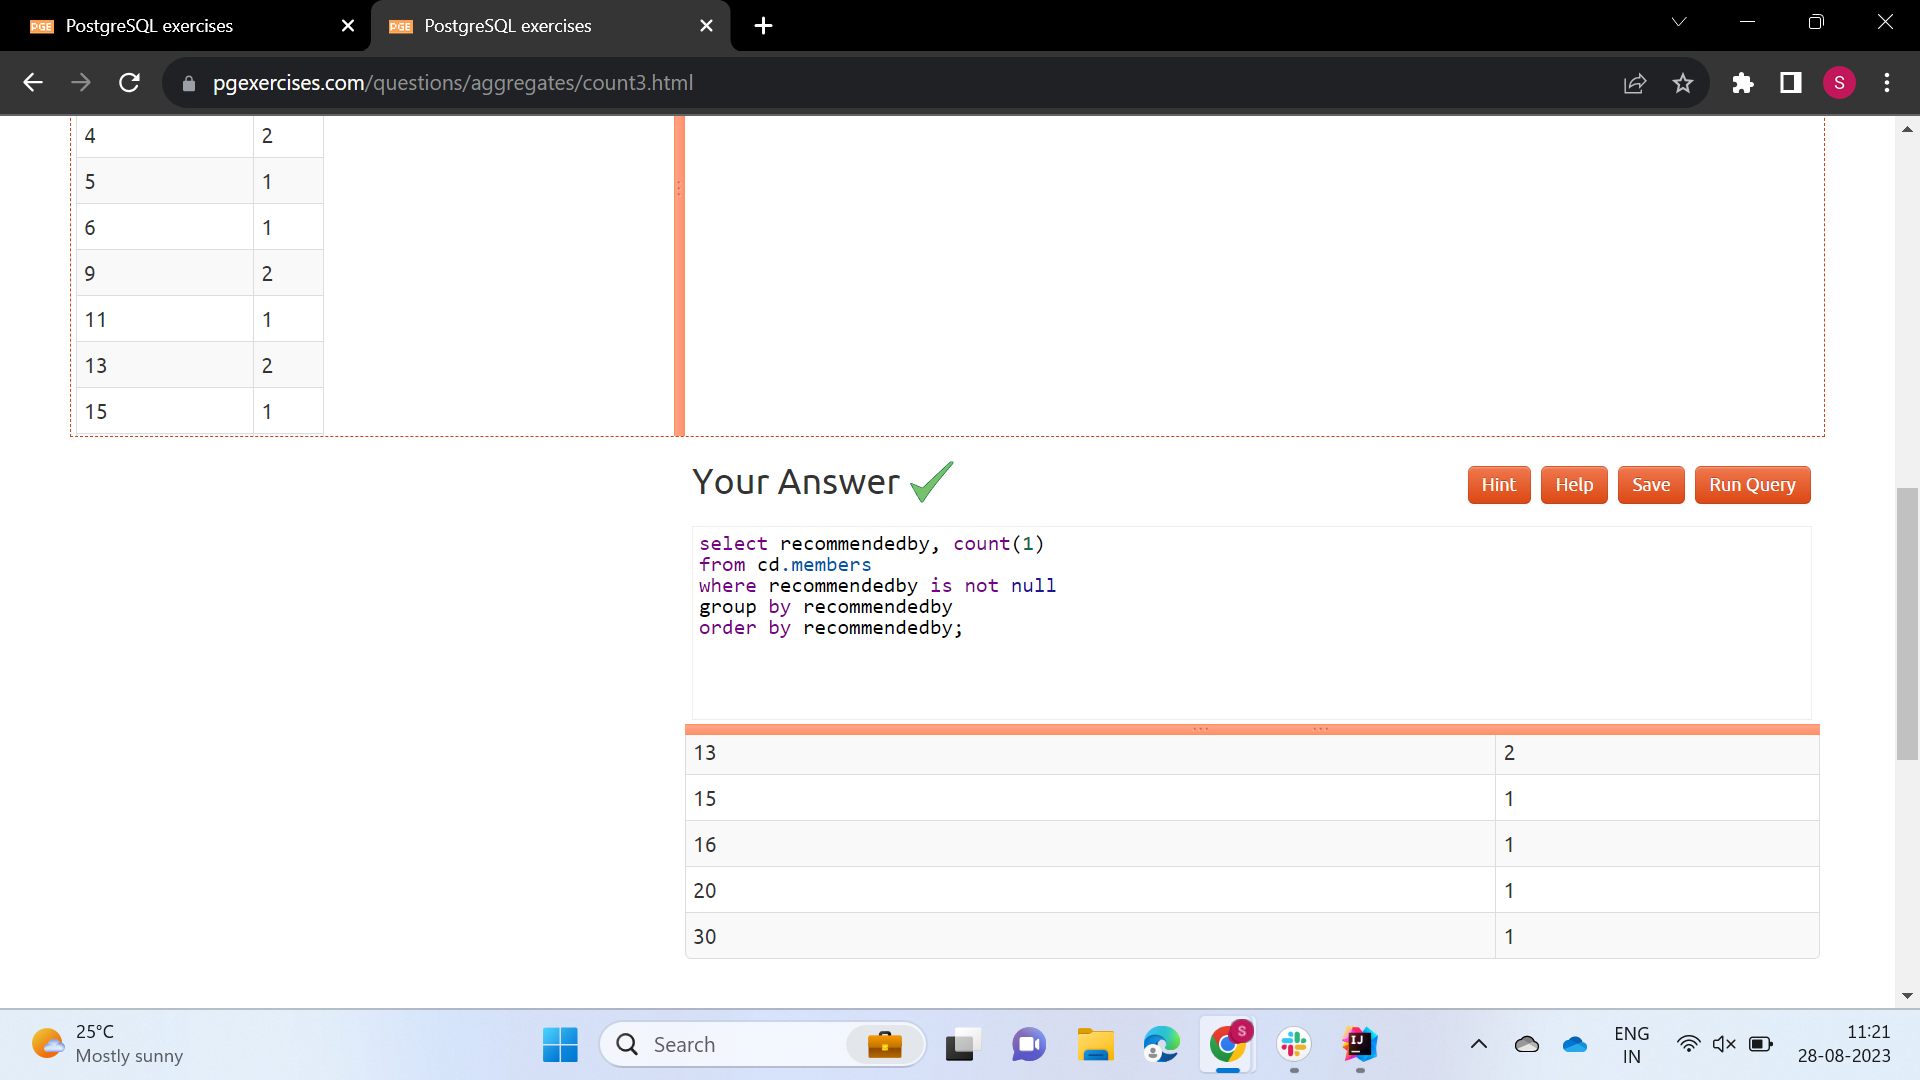 PGE PostgreSQL exercises
PGE PostgreSQL exercises
pgexercises.com/questions/aggregates/count3.html
S
4 2
5 1
6 1
9 2
11 1
13 2
15 1
Your Answer
Hint Help Save Run Query
select recommendedby, count(1)
from cd.members
where recommendedby is not null
group by recommendedby
order by recommendedby;
13 2
15 1
16 1
20 1
30 1
25°C
Mostly sunny
Search
S
IJ
ENG
IN
11:21
28-08-2023